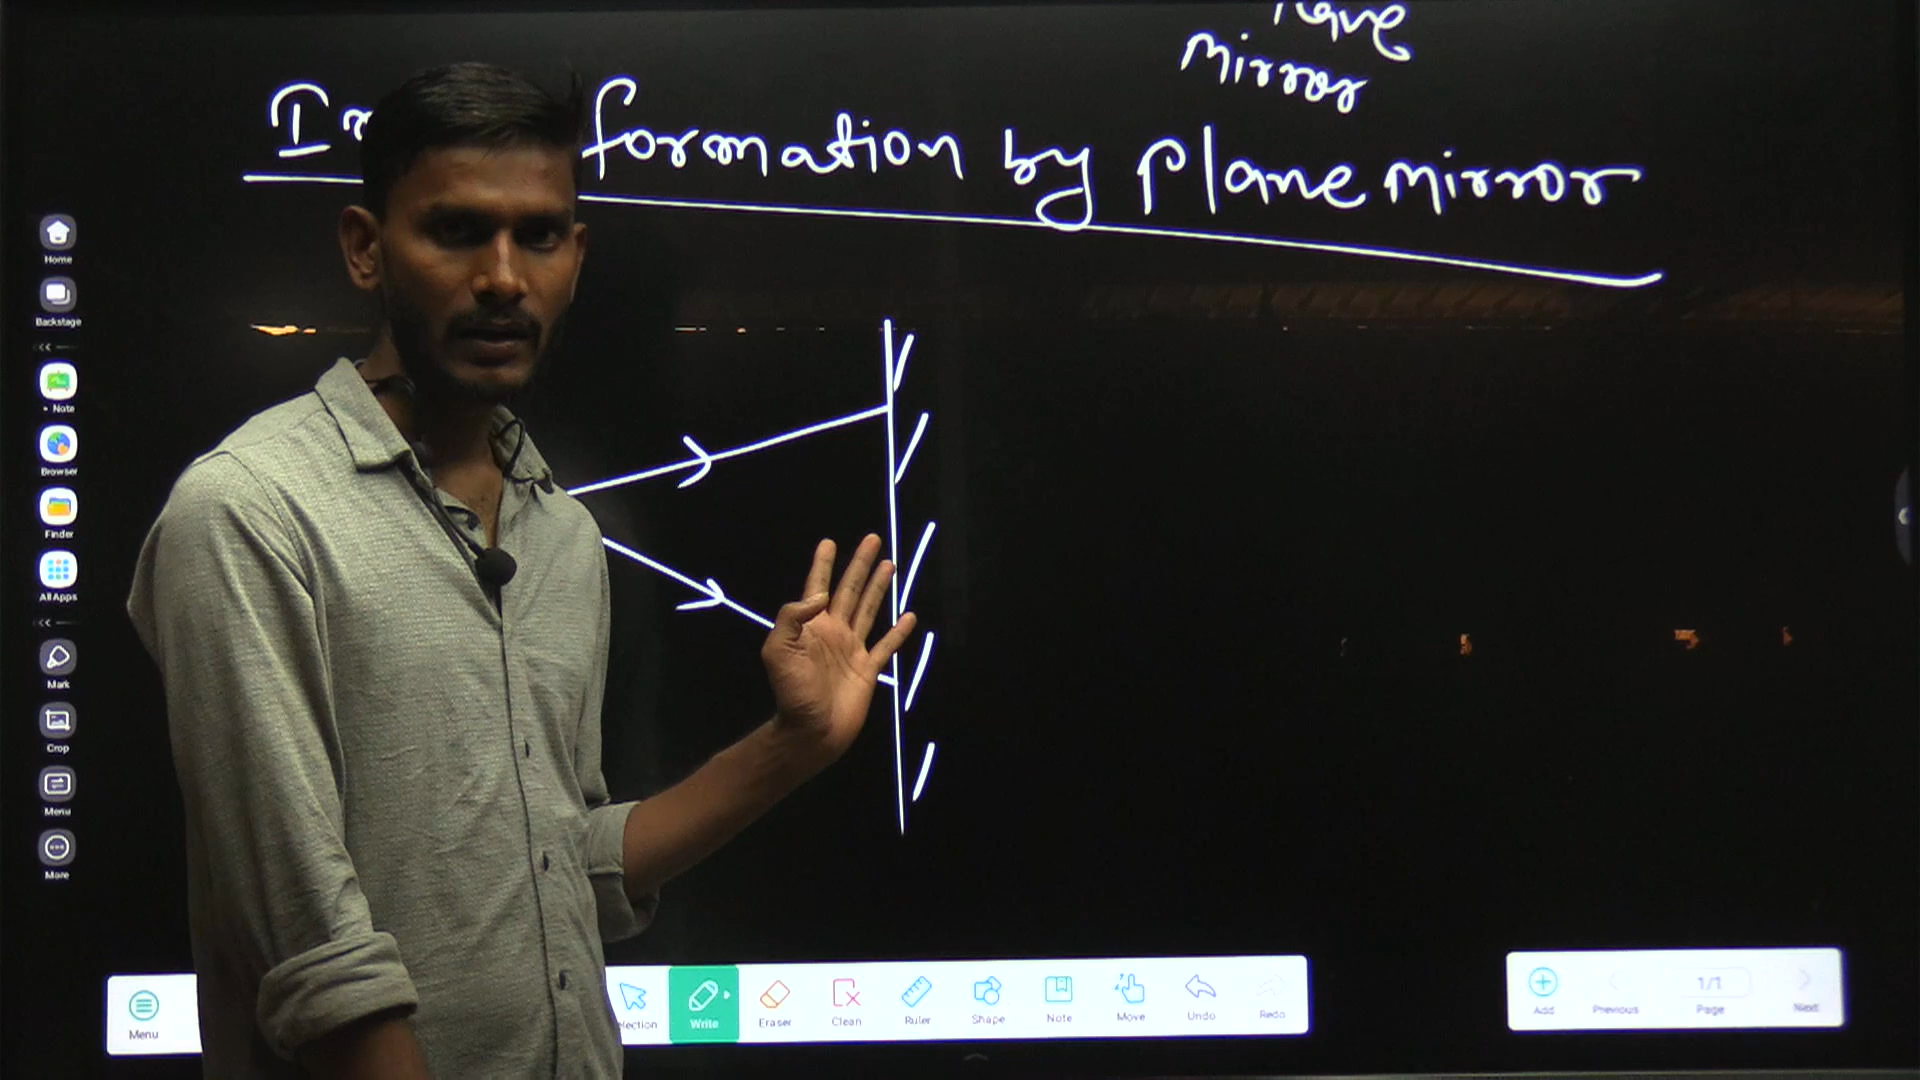 mirror
formation by plane mirror
Home
Backstage
Note
Browser
Finder
All Apps
Mark
Crop
Menu
More
Menu
Write
Eraser
Clean
Ruler
Shape
Note
Move
Undo
Redo
Add
Previous
1/1
Page
Next